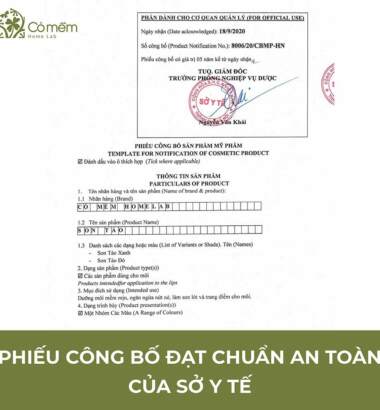 Cỏ mềm
Home Lab
PHẦN DÀNH CHO CƠ QUAN QUẢN LÝ (FOR OFFICIAL USE)
Ngày nhận (Date acknowledged): 18/9/2020
Số công bố (Product Notification No.): 8006/20/CBMP-HN
Phiếu công bố có giá trị 05 năm kể từ ngày nhận
TUQ. GIÁM ĐỐC
TRƯỞNG PHÒNG NGHIỆP VỤ DƯỢC
SỞ Y TẾ
Nguyễn Văn Khải
PHIẾU CÔNG BỐ SẢN PHẨM MỸ PHẨM
TEMPLATE FOR NOTIFICATION OF COSMETIC PRODUCT
Đánh dấu vào ô thích hợp (Tick where applicable)
THÔNG TIN SẢN PHẨM
PARTICULARS OF PRODUCT
1. Tên nhãn hàng và tên sản phẩm (Name of brand & product):
1.1 Nhãn hàng (Brand)
CO MEM HOMELAB
1.2 Tên sản phẩm (Product Name)
SON TAO
1.3 Danh sách các dạng hoặc màu (List of Variants or Shade). Tên (Names)
- Son Táo Xanh
- Son Táo Đỏ
2. Dạng sản phẩm (Product type(s))
Các sản phẩm dùng cho môi
Products intendedfor application to the lips
3. Mục đích sử dụng (Intended use)
Dưỡng môi mềm mịn, ngăn ngừa nứt nẻ, làm son lót và trang điểm cho môi.
4. Dạng trình bày (Product presentation(s))
Một Nhóm Các Màu (A Range of Colours)
PHIẾU CÔNG BỐ ĐẠT CHUẨN AN TOÀN
CỦA SỞ Y TẾ